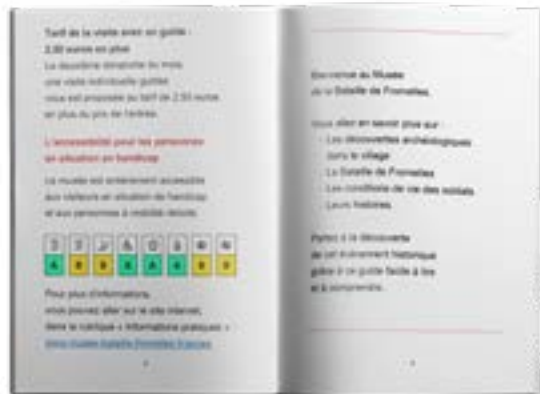 Tarif de la visite avec un guide :
2,50 euros en plus
Le deuxième dimanche du mois,
une visite individuelle guidée
vous est proposée au tarif de 2,50 euros
en plus du prix de l'entrée.
L'accessibilité pour les personnes
en situation de handicap
Le musée est entièrement accessible
aux visiteurs en situation de handicap
et aux personnes à mobilité réduite.
Pour plus d'informations,
vous pouvez aller sur le site internet,
dans la rubrique « Informations pratiques »
Bienvenue au Musée
de la Bataille de Fromelles.
Vous allez en savoir plus sur :
- Les découvertes archéologiques
dans le village
- La Bataille de Fromelles
- Les conditions de vie des soldats
- Leurs histoires.
Partez à la découverte
de cet événement historique
grâce à ce guide facile à lire
et à comprendre.